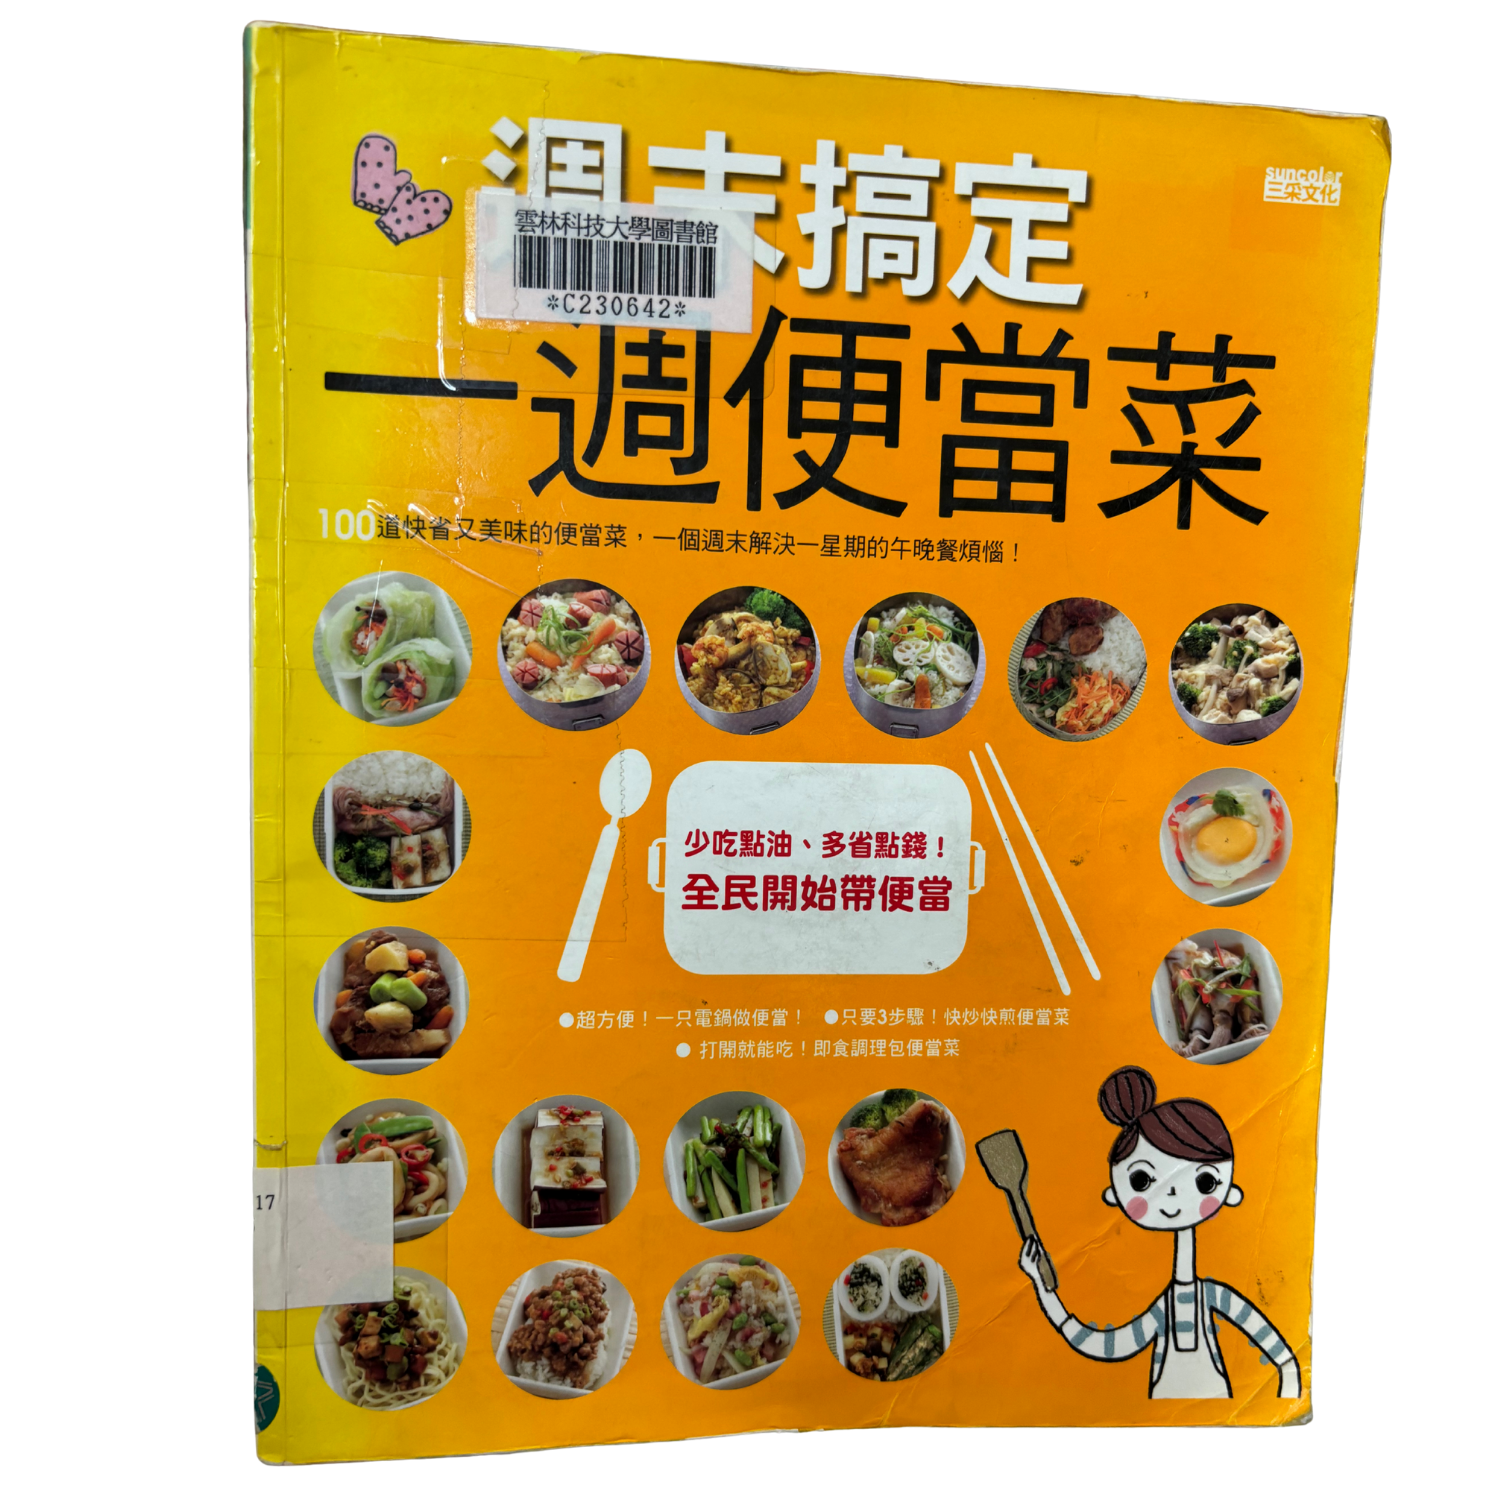 週末搞定
suncolor
三采文化
雲林科技大學圖書館
*C230642*
一週便當菜
100道快省又美味的便當菜，一個週末解決一星期的午晚餐煩惱！
少吃點油、多省點錢！
全民開始帶便當
●超方便！一只電鍋做便當！ ●只要3步驟！快炒快煎便當菜
● 打開就能吃！即食調理包便當菜
17